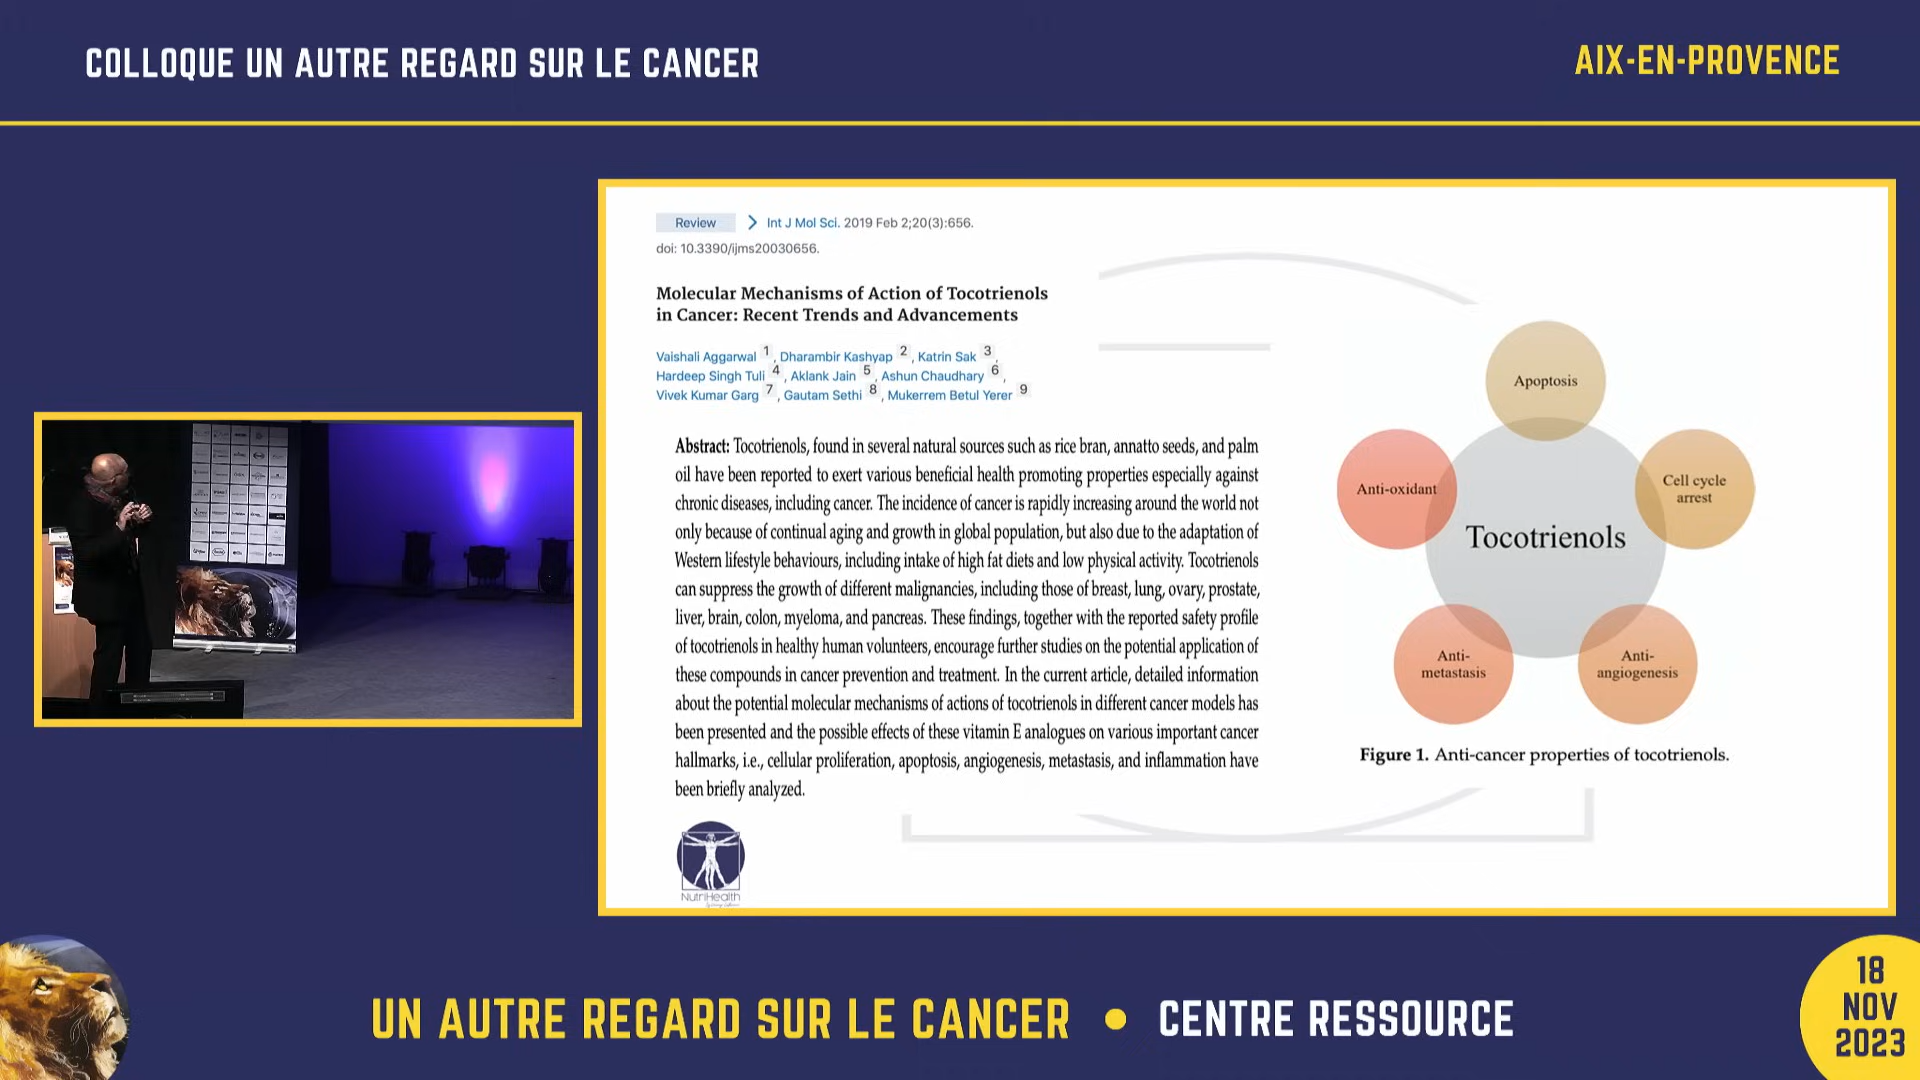 COLLOQUE UN AUTRE REGARD SUR LE CANCER
AIX-EN-PROVENCE
Review > Int J Mol Sci. 2019 Feb 2;20(3):656.
doi: 10.3390/ijms20030656.
Molecular Mechanisms of Action of Tocotrienols
in Cancer: Recent Trends and Advancements
Vaishali Aggarwal 1, Dharambir Kashyap 2, Katrin Sak 3,
Hardeep Singh Tuli 4, Aklank Jain 5, Ashun Chaudhary 6,
Vivek Kumar Garg 7, Gautam Sethi 8, Mukerrem Betul Yerer 9
Abstract: Tocotrienols, found in several natural sources such as rice bran, annatto seeds, and palm
oil have been reported to exert various beneficial health promoting properties especially against
chronic diseases, including cancer. The incidence of cancer is rapidly increasing around the world not
only because of continual aging and growth in global population, but also due to the adaptation of
Western lifestyle behaviours, including intake of high fat diets and low physical activity. Tocotrienols
can suppress the growth of different malignancies, including those of breast, lung, ovary, prostate,
liver, brain, colon, myeloma, and pancreas. These findings, together with the reported safety profile
of tocotrienols in healthy human volunteers, encourage further studies on the potential application of
these compounds in cancer prevention and treatment. In the current article, detailed information
about the potential molecular mechanisms of actions of tocotrienols in different cancer models has
been presented and the possible effects of these vitamin E analogues on various important cancer
hallmarks, i.e., cellular proliferation, apoptosis, angiogenesis, metastasis, and inflammation have
been briefly analyzed.
NutriHealth
Apoptosis
Anti-oxidant
Cell cycle
arrest
Tocotrienols
Anti-
metastasis
Anti-
angiogenesis
Figure 1. Anti-cancer properties of tocotrienols.
UN AUTRE REGARD SUR LE CANCER • CENTRE RESSOURCE
18
NOV
2023